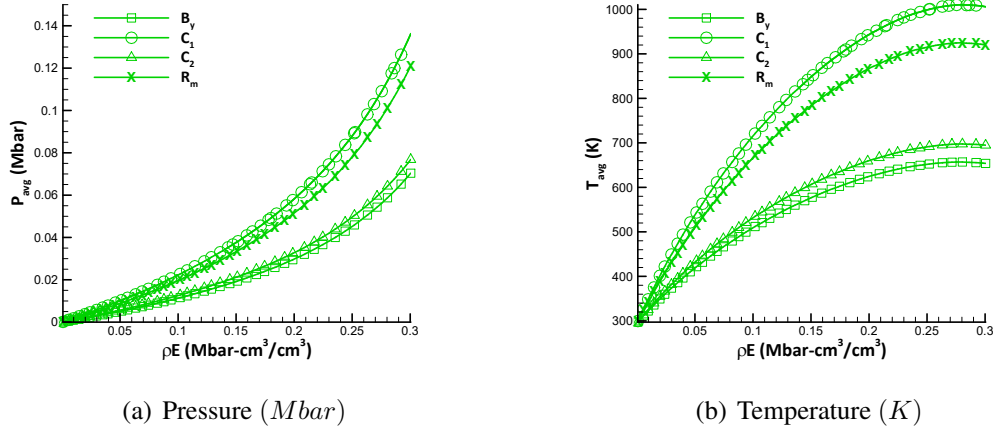 B_y
C_1
C_2
R_m
0.14
0.12
0.1
0.08
0.06
0.04
0.02
0
P_avg (Mbar)
0.05
0.1
0.15
0.2
0.25
0.3
ρE (Mbar-cm³/cm³)
(a) Pressure (Mbar)
B_y
C_1
C_2
R_m
1000
900
800
700
600
500
400
300
T_avg (K)
0.05
0.1
0.15
0.2
0.25
0.3
ρE (Mbar-cm³/cm³)
(b) Temperature (K)